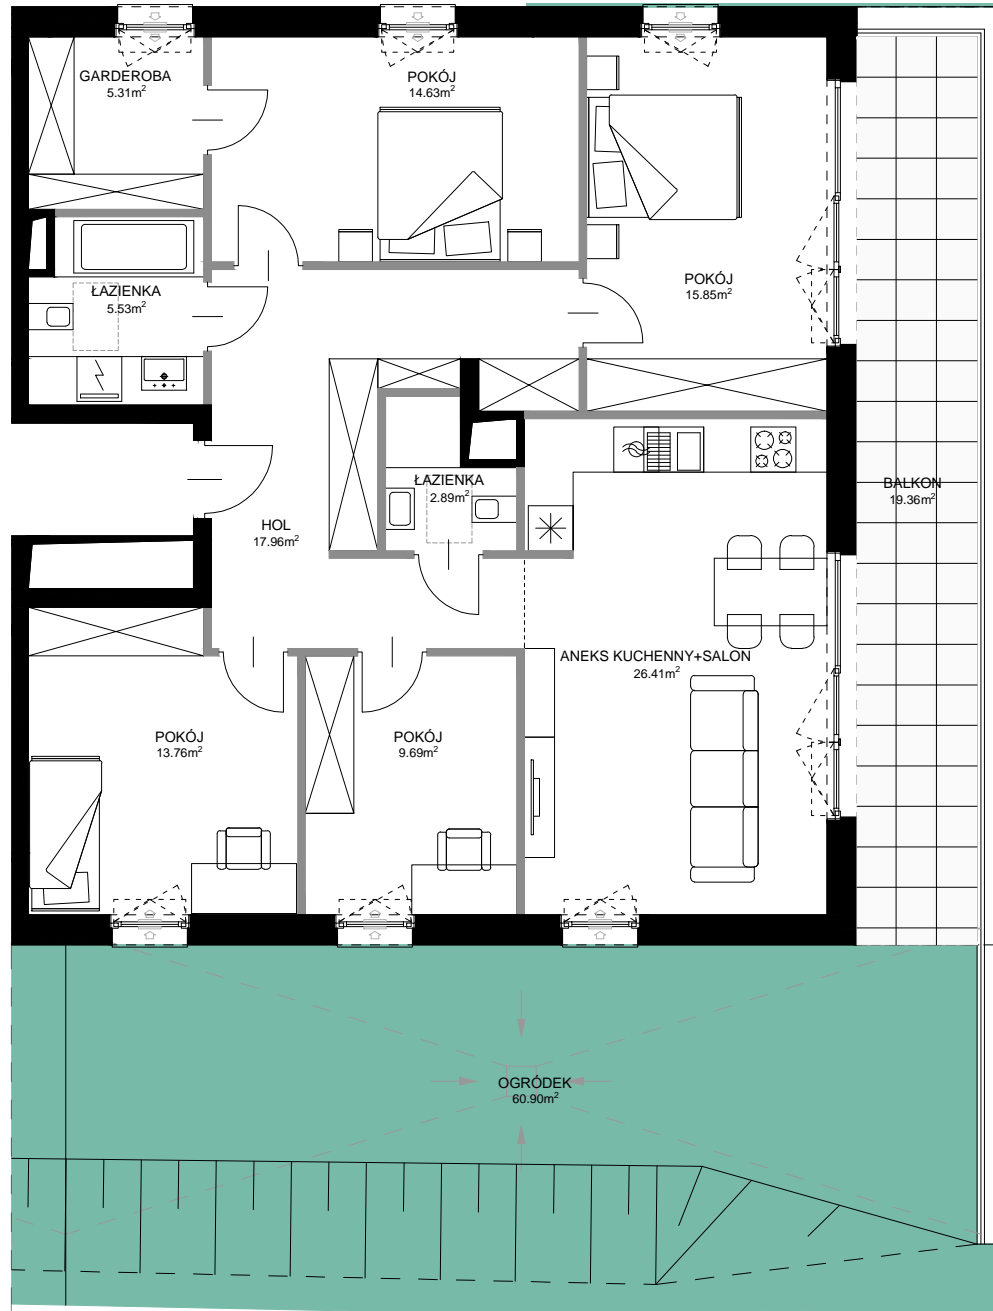 GARDEROBA
5.31m²
POKÓJ
14.63m²
POKÓJ
15.85m²
ŁAZIENKA
5.53m²
ŁAZIENKA
2.89m²
BALKON
19.36m²
HOL
17.96m²
ANEKS KUCHENNY+SALON
26.41m²
POKÓJ
13.76m²
POKÓJ
9.69m²
OGRÓDEK
60.90m²